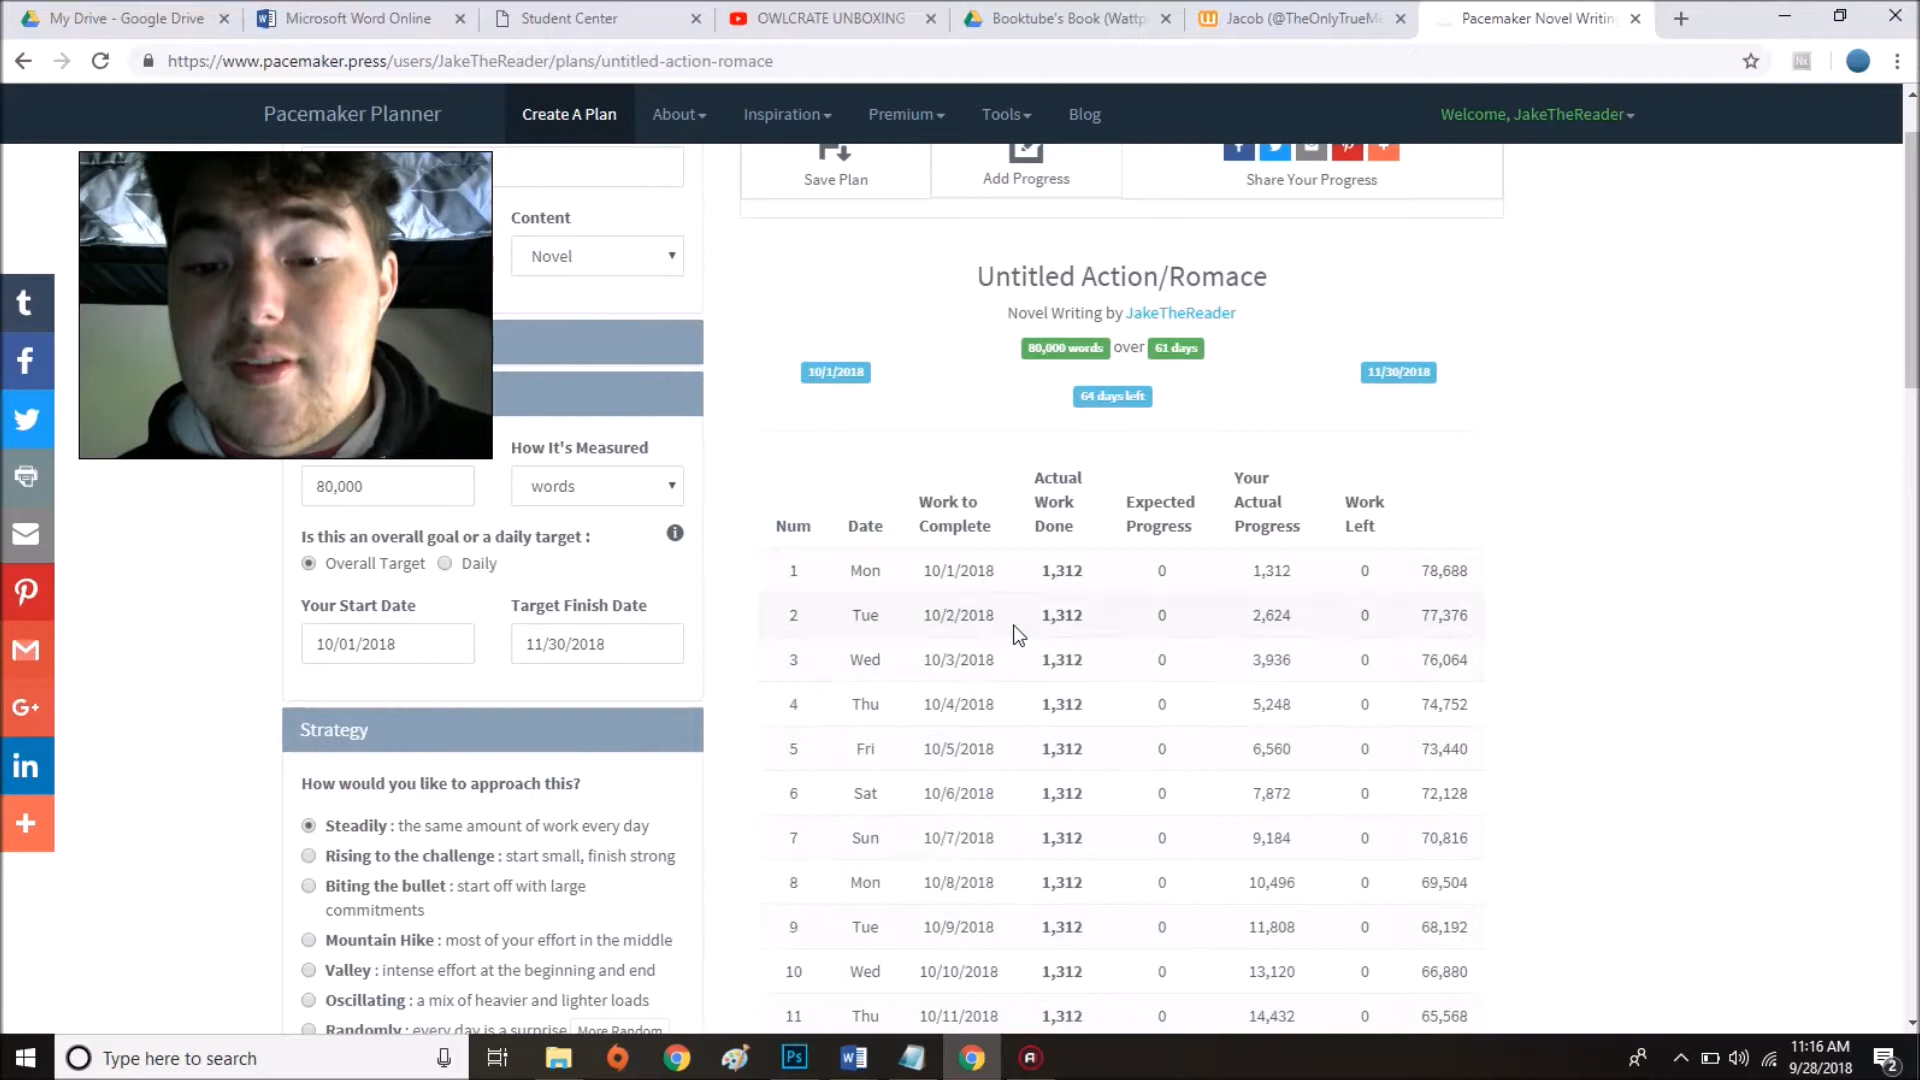 My Drive - Google Drive
Microsoft Word Online
Student Center
OWLCRATE UNBOXING
Booktube's Book (Wattp
Jacob (@TheOnlyTrueM
Pacemaker Novel Writin
https://www.pacemaker.press/users/JakeTheReader/plans/untitled-action-romace
Pacemaker Planner
Create A Plan
About
Inspiration
Premium
Tools
Blog
Welcome, JakeTheReader
Save Plan
Add Progress
Share Your Progress
Content
Novel
Untitled Action/Romace
Novel Writing by JakeTheReader
80,000 words over 61 days
10/1/2018
11/30/2018
64 days left
How It's Measured
80,000
words
Is this an overall goal or a daily target :
Overall Target
Daily
Your Start Date
Target Finish Date
10/01/2018
11/30/2018
Strategy
How would you like to approach this?
Steadily : the same amount of work every day
Rising to the challenge : start small, finish strong
Biting the bullet : start off with large
commitments
Mountain Hike : most of your effort in the middle
Valley : intense effort at the beginning and end
Oscillating : a mix of heavier and lighter loads
Randomly : every day is a surprise More Random
Num Date Work to Complete Actual Work Done Expected Progress Your Actual Progress Work Left
1 Mon 10/1/2018 1,312 0 1,312 0 78,688
2 Tue 10/2/2018 1,312 0 2,624 0 77,376
3 Wed 10/3/2018 1,312 0 3,936 0 76,064
4 Thu 10/4/2018 1,312 0 5,248 0 74,752
5 Fri 10/5/2018 1,312 0 6,560 0 73,440
6 Sat 10/6/2018 1,312 0 7,872 0 72,128
7 Sun 10/7/2018 1,312 0 9,184 0 70,816
8 Mon 10/8/2018 1,312 0 10,496 0 69,504
9 Tue 10/9/2018 1,312 0 11,808 0 68,192
10 Wed 10/10/2018 1,312 0 13,120 0 66,880
11 Thu 10/11/2018 1,312 0 14,432 0 65,568
Type here to search
Ps
11:16 AM
9/28/2018
2